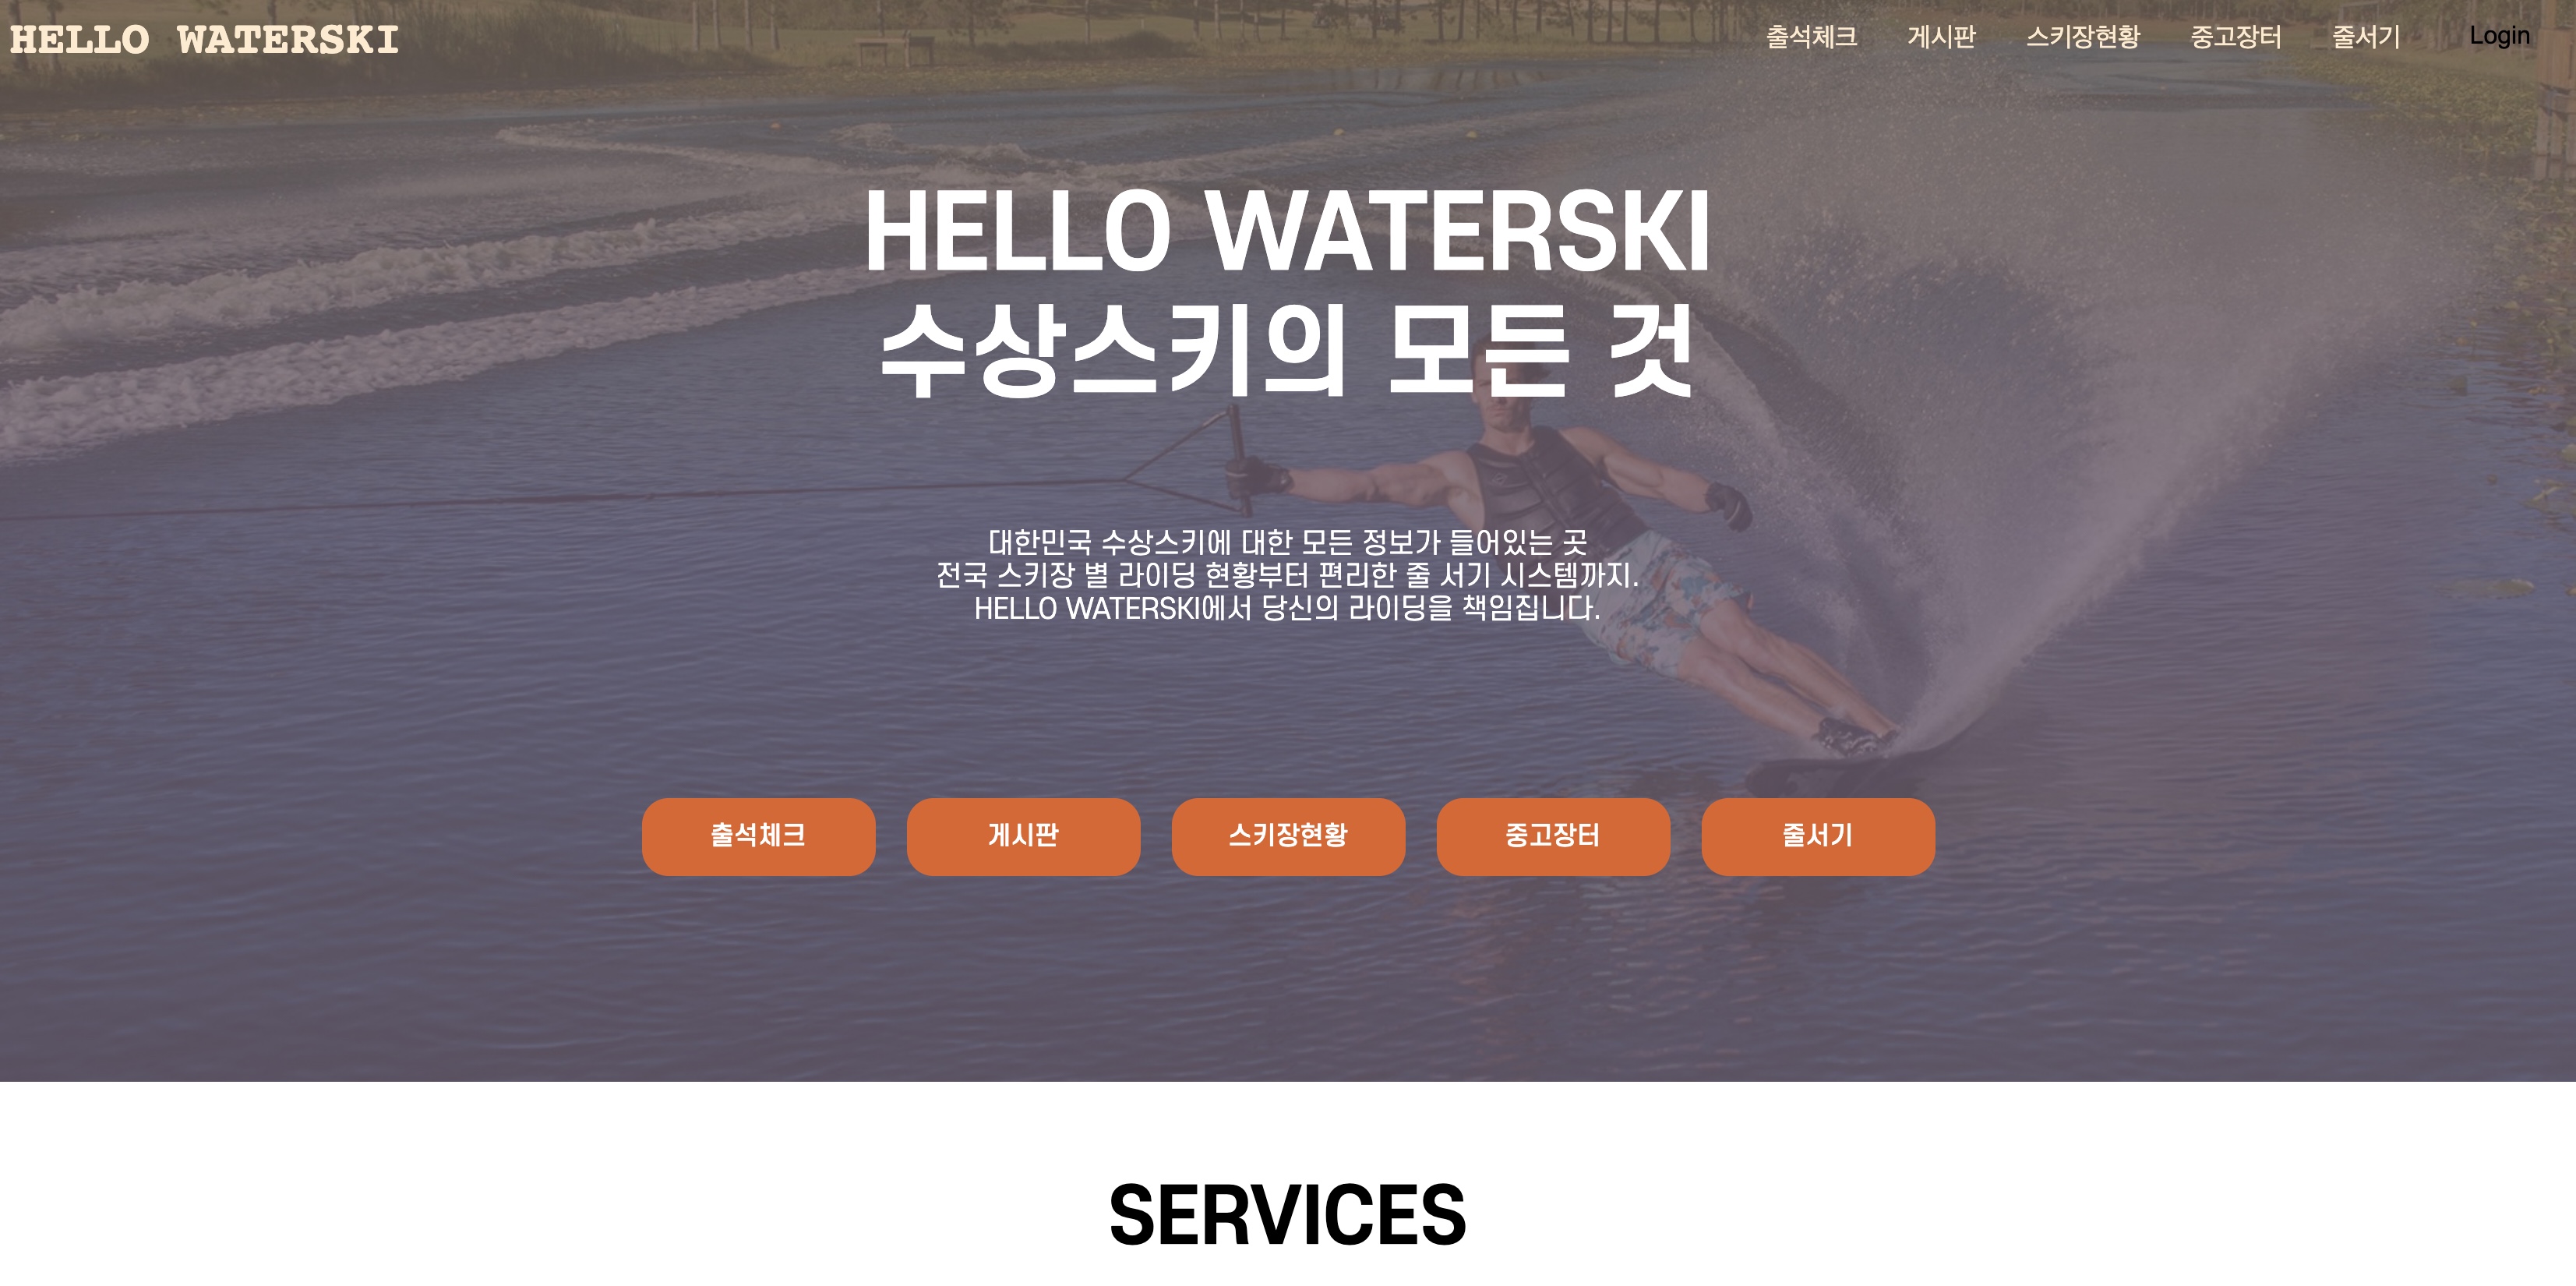 HELLO WATERSKI
출석체크 게시판 스키장현황 중고장터 줄서기 Login
HELLO WATERSKI
수상스키의 모든 것
대한민국 수상스키에 대한 모든 정보가 들어있는 곳
전국 스키장 별 라이딩 현황부터 편리한 줄 서기 시스템까지.
HELLO WATERSKI에서 당신의 라이딩을 책임집니다.
출석체크 게시판 스키장현황 중고장터 줄서기
SERVICES